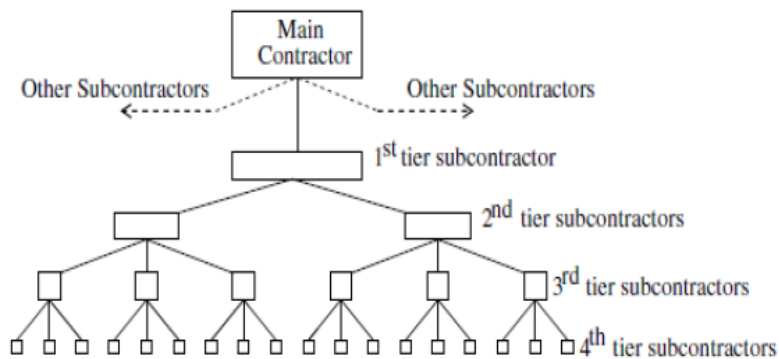 Main
Contractor
Other Subcontractors
Other Subcontractors
1st tier subcontractor
2nd tier subcontractors
3rd tier subcontractors
4th tier subcontractors